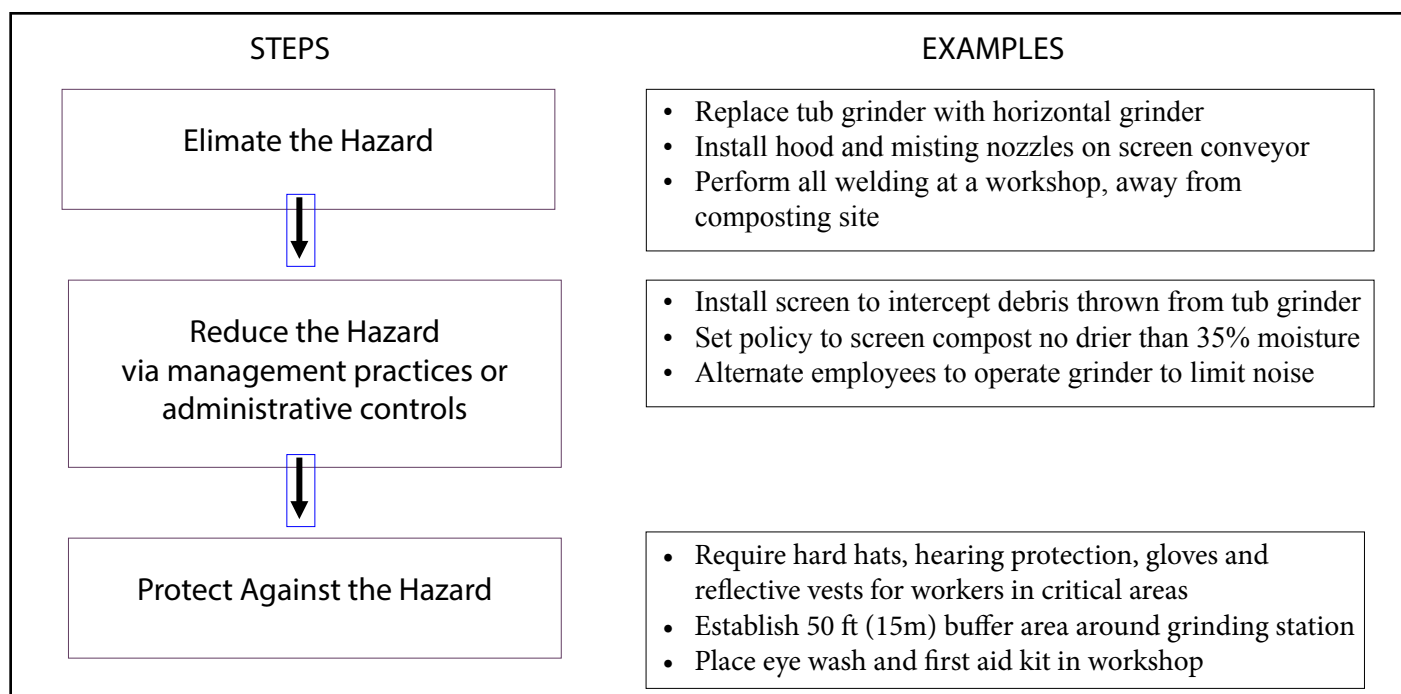 STEPS
EXAMPLES
Elimate the Hazard
• Replace tub grinder with horizontal grinder
• Install hood and misting nozzles on screen conveyor
• Perform all welding at a workshop, away from
composting site
Reduce the Hazard
via management practices or
administrative controls
• Install screen to intercept debris thrown from tub grinder
• Set policy to screen compost no drier than 35% moisture
• Alternate employees to operate grinder to limit noise
Protect Against the Hazard
• Require hard hats, hearing protection, gloves and
reflective vests for workers in critical areas
• Establish 50 ft (15m) buffer area around grinding station
• Place eye wash and first aid kit in workshop